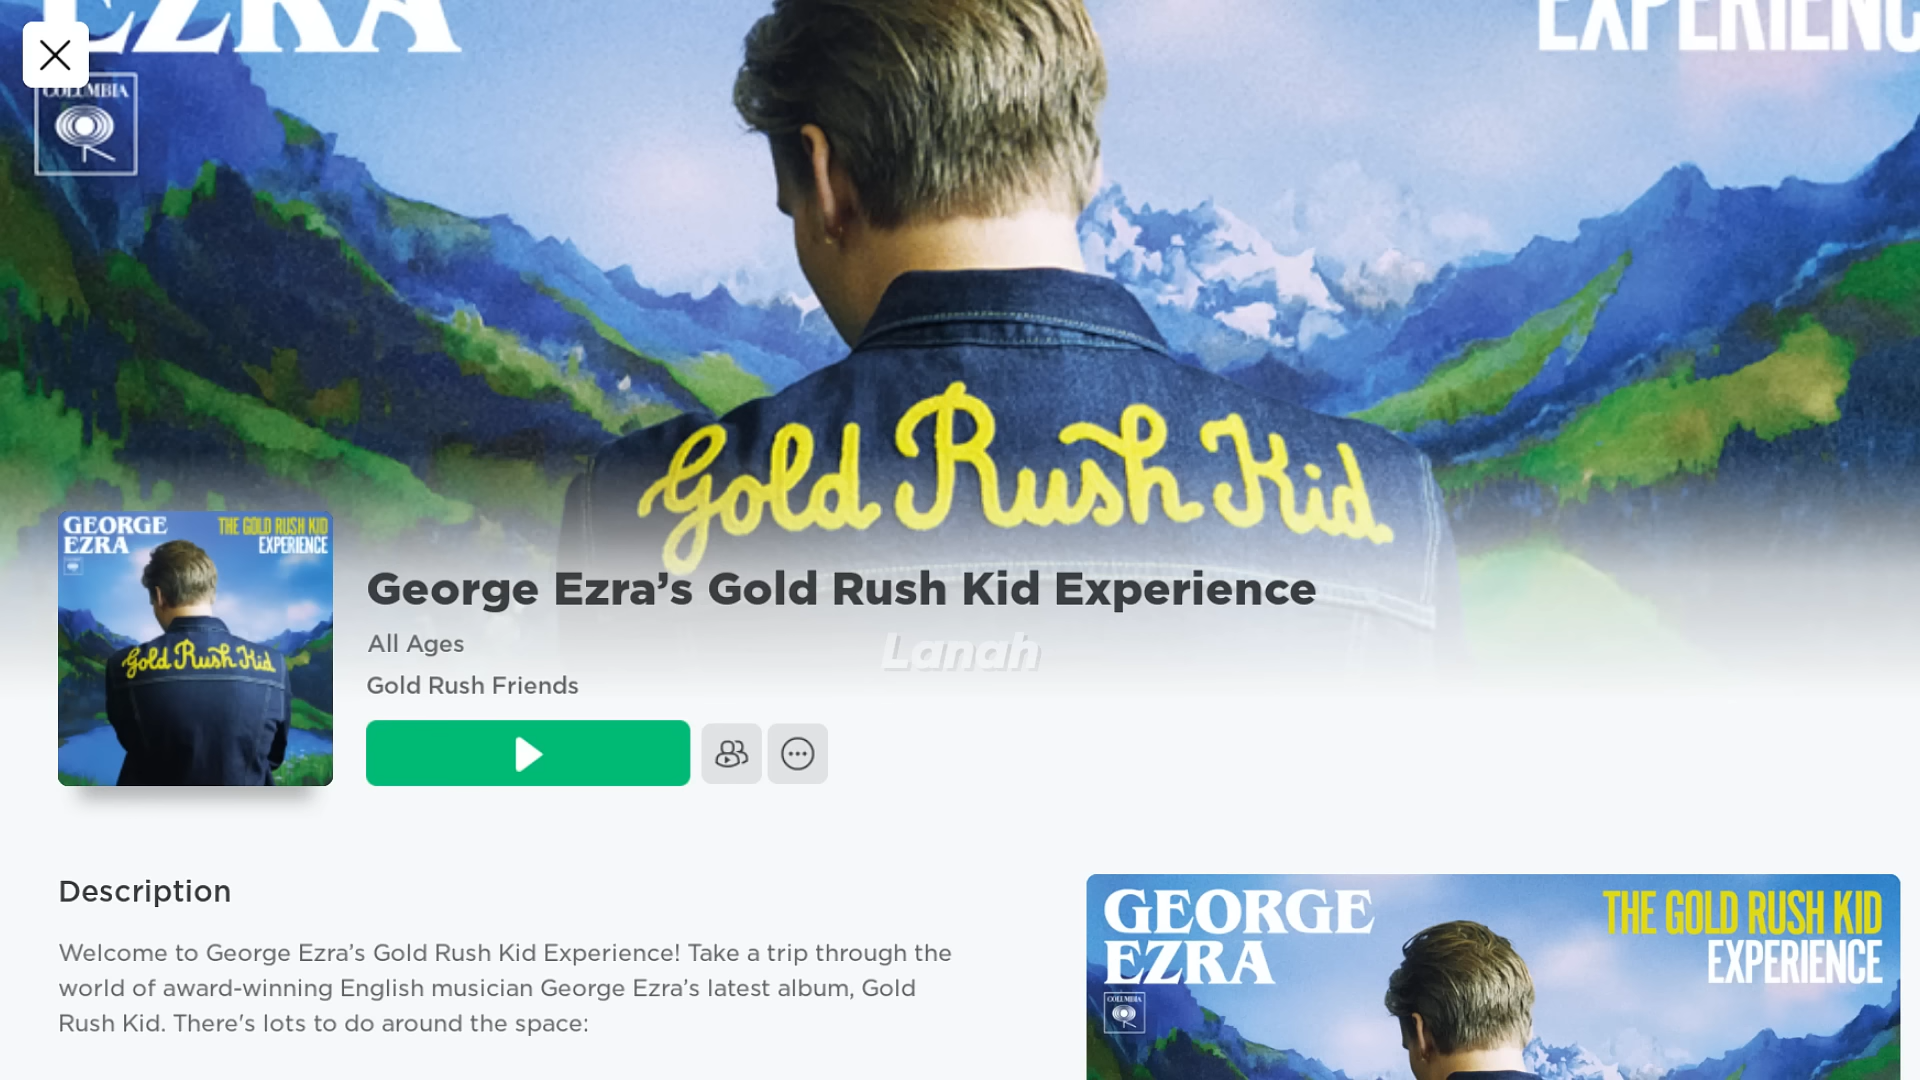 EZRA
EXPERIENC
COLUMBIA
Gold Rush Kid
GEORGE
EZRA
THE GOLD RUSH KID
EXPERIENCE
Gold Rush Kid
George Ezra’s Gold Rush Kid Experience
All Ages
Lanah
Gold Rush Friends
Description
Welcome to George Ezra’s Gold Rush Kid Experience! Take a trip through the
world of award-winning English musician George Ezra’s latest album, Gold
Rush Kid. There's lots to do around the space:
GEORGE
EZRA
THE GOLD RUSH KID
EXPERIENCE
COLUMBIA